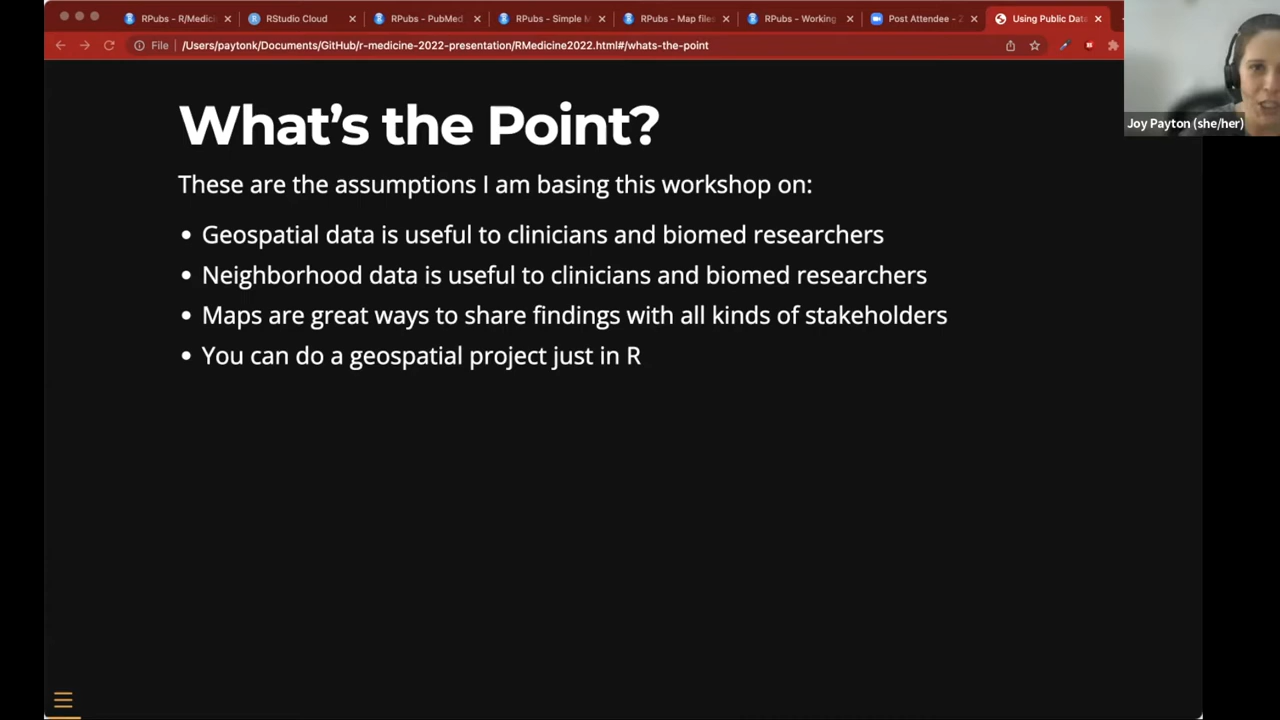 RPubs - R/Medici
RStudio Cloud
RPubs - PubMed
RPubs - Simple M
RPubs - Map files
RPubs - Working
Post Attendee - Z
Using Public Data
File
/Users/paytonk/Documents/GitHub/r-medicine-2022-presentation/RMedicine2022.html#/whats-the-point
Joy Payton (she/her)
What's the Point?
These are the assumptions I am basing this workshop on:
• Geospatial data is useful to clinicians and biomed researchers
• Neighborhood data is useful to clinicians and biomed researchers
• Maps are great ways to share findings with all kinds of stakeholders
• You can do a geospatial project just in R